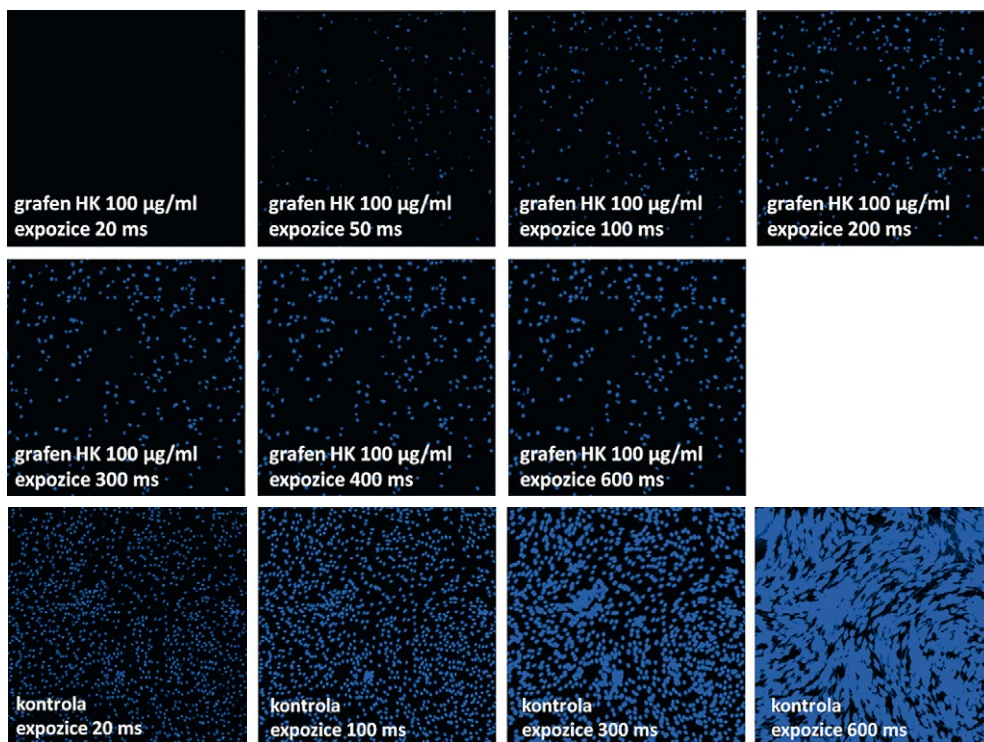 grafen HK 100 µg/ml
expozice 20 ms
grafen HK 100 µg/ml
expozice 50 ms
grafen HK 100 µg/ml
expozice 100 ms
grafen HK 100 µg/ml
expozice 200 ms
grafen HK 100 µg/ml
expozice 300 ms
grafen HK 100 µg/ml
expozice 400 ms
grafen HK 100 µg/ml
expozice 600 ms
kontrola
expozice 20 ms
kontrola
expozice 100 ms
kontrola
expozice 300 ms
kontrola
expozice 600 ms